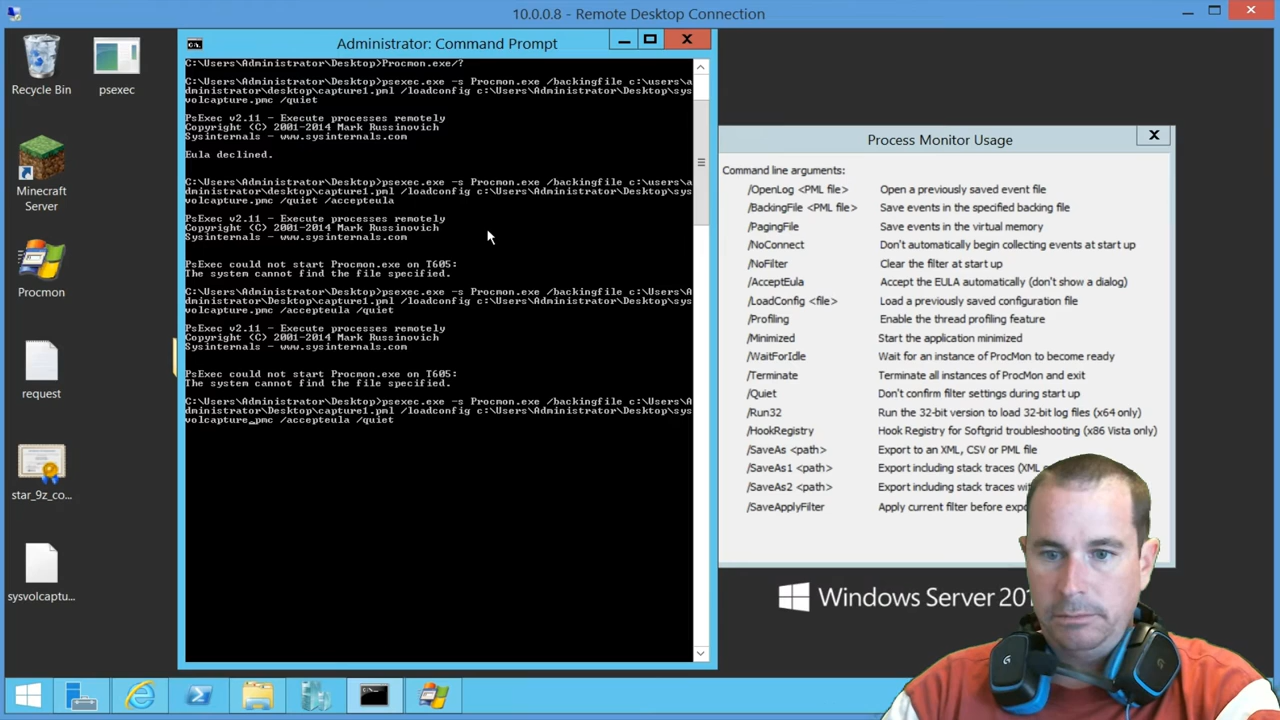 10.0.0.8 - Remote Desktop Connection
Recycle Bin
psexec
Minecraft
Server
Procmon
request
star_9z_co...
sysvolcaptu...
Administrator: Command Prompt
C:\Users\Administrator\Desktop>Procmon.exe/?
C:\Users\Administrator\Desktop>psexec.exe -s Procmon.exe /backingfile c:\users\a
dministrator\desktop\capture1.pml /loadconfig c:\Users\Administrator\Desktop\sys
volcapture.pmc /quiet
PsExec v2.11 - Execute processes remotely
Copyright (C) 2001-2014 Mark Russinovich
Sysinternals - www.sysinternals.com
Eula declined.
C:\Users\Administrator\Desktop>psexec.exe -s Procmon.exe /backingfile c:\users\a
dministrator\desktop\capture1.pml /loadconfig c:\Users\Administrator\Desktop\sys
volcapture.pmc /quiet /accepteula
PsExec v2.11 - Execute processes remotely
Copyright (C) 2001-2014 Mark Russinovich
Sysinternals - www.sysinternals.com
PsExec could not start Procmon.exe on T605:
The system cannot find the file specified.
C:\Users\Administrator\Desktop>psexec.exe -s Procmon.exe /backingfile c:\Users\A
dministrator\Desktop\capture1.pml /loadconfig c:\Users\Administrator\Desktop\sys
volcapture.pmc /accepteula /quiet
PsExec v2.11 - Execute processes remotely
Copyright (C) 2001-2014 Mark Russinovich
Sysinternals - www.sysinternals.com
PsExec could not start Procmon.exe on T605:
The system cannot find the file specified.
C:\Users\Administrator\Desktop>psexec.exe -s Procmon.exe /backingfile c:\Users\A
dministrator\Desktop\capture1.pml /loadconfig c:\Users\Administrator\Desktop\sys
volcapture.pmc /accepteula /quiet
Process Monitor Usage
Command line arguments:
/OpenLog <PML file> Open a previously saved event file
/BackingFile <PML file> Save events in the specified backing file
/PagingFile Save events in the virtual memory
/NoConnect Don't automatically begin collecting events at start up
/NoFilter Clear the filter at start up
/AcceptEula Accept the EULA automatically (don't show a dialog)
/LoadConfig <file> Load a previously saved configuration file
/Profiling Enable the thread profiling feature
/Minimized Start the application minimized
/WaitForIdle Wait for an instance of ProcMon to become ready
/Terminate Terminate all instances of ProcMon and exit
/Quiet Don't confirm filter settings during start up
/Run32 Run the 32-bit version to load 32-bit log files (x64 only)
/HookRegistry Hook Registry for Softgrid troubleshooting (x86 Vista only)
/SaveAs <path> Export to an XML, CSV or PML file
/SaveAs1 <path> Export including stack traces (XML
/SaveAs2 <path> Export including stack traces
/SaveApplyFilter Apply current filter before
Windows Server